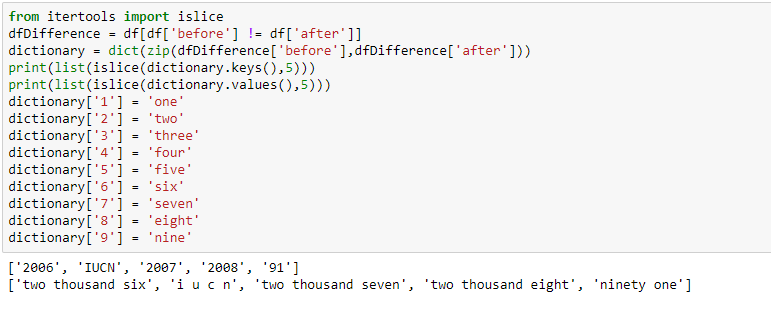 from itertools import islice
dfDifference = df[df['before'] != df['after']]
dictionary = dict(zip(dfDifference['before'],dfDifference['after']))
print(list(islice(dictionary.keys(),5)))
print(list(islice(dictionary.values(),5)))
dictionary['1'] = 'one'
dictionary['2'] = 'two'
dictionary['3'] = 'three'
dictionary['4'] = 'four'
dictionary['5'] = 'five'
dictionary['6'] = 'six'
dictionary['7'] = 'seven'
dictionary['8'] = 'eight'
dictionary['9'] = 'nine'
['2006', 'IUCN', '2007', '2008', '91']
['two thousand six', 'i u c n', 'two thousand seven', 'two thousand eight', 'ninety one']